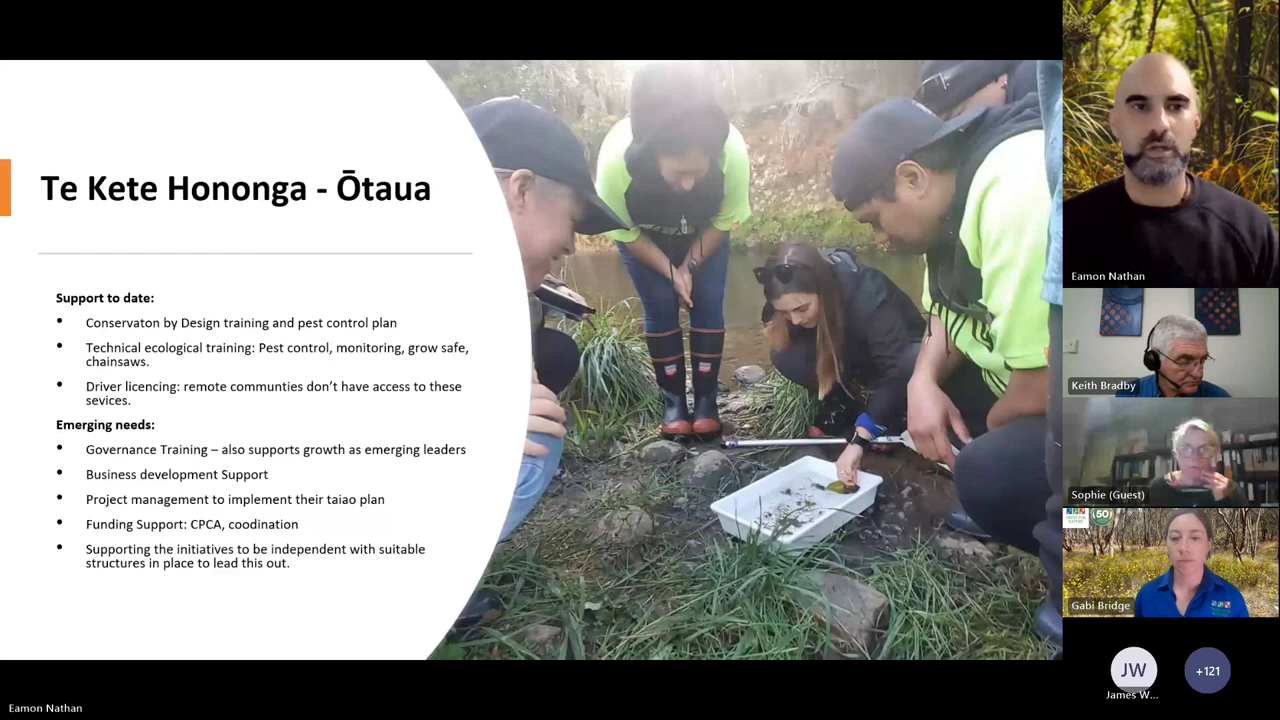 Te Kete Hononga - Ōtaua
Support to date:
• Conservaton by Design training and pest control plan
• Technical ecological training: Pest control, monitoring, grow safe,
chainsaws.
• Driver licencing: remote communties don't have access to these
sevices.
Emerging needs:
• Governance Training – also supports growth as emerging leaders
• Business development Support
• Project management to implement their taiao plan
• Funding Support: CPCA, coodination
• Supporting the initiatives to be independent with suitable
structures in place to lead this out.
Eamon Nathan
Keith Bradby
Sophie (Guest)
50
Gabi Bridge
JW
+121
James W...
Eamon Nathan